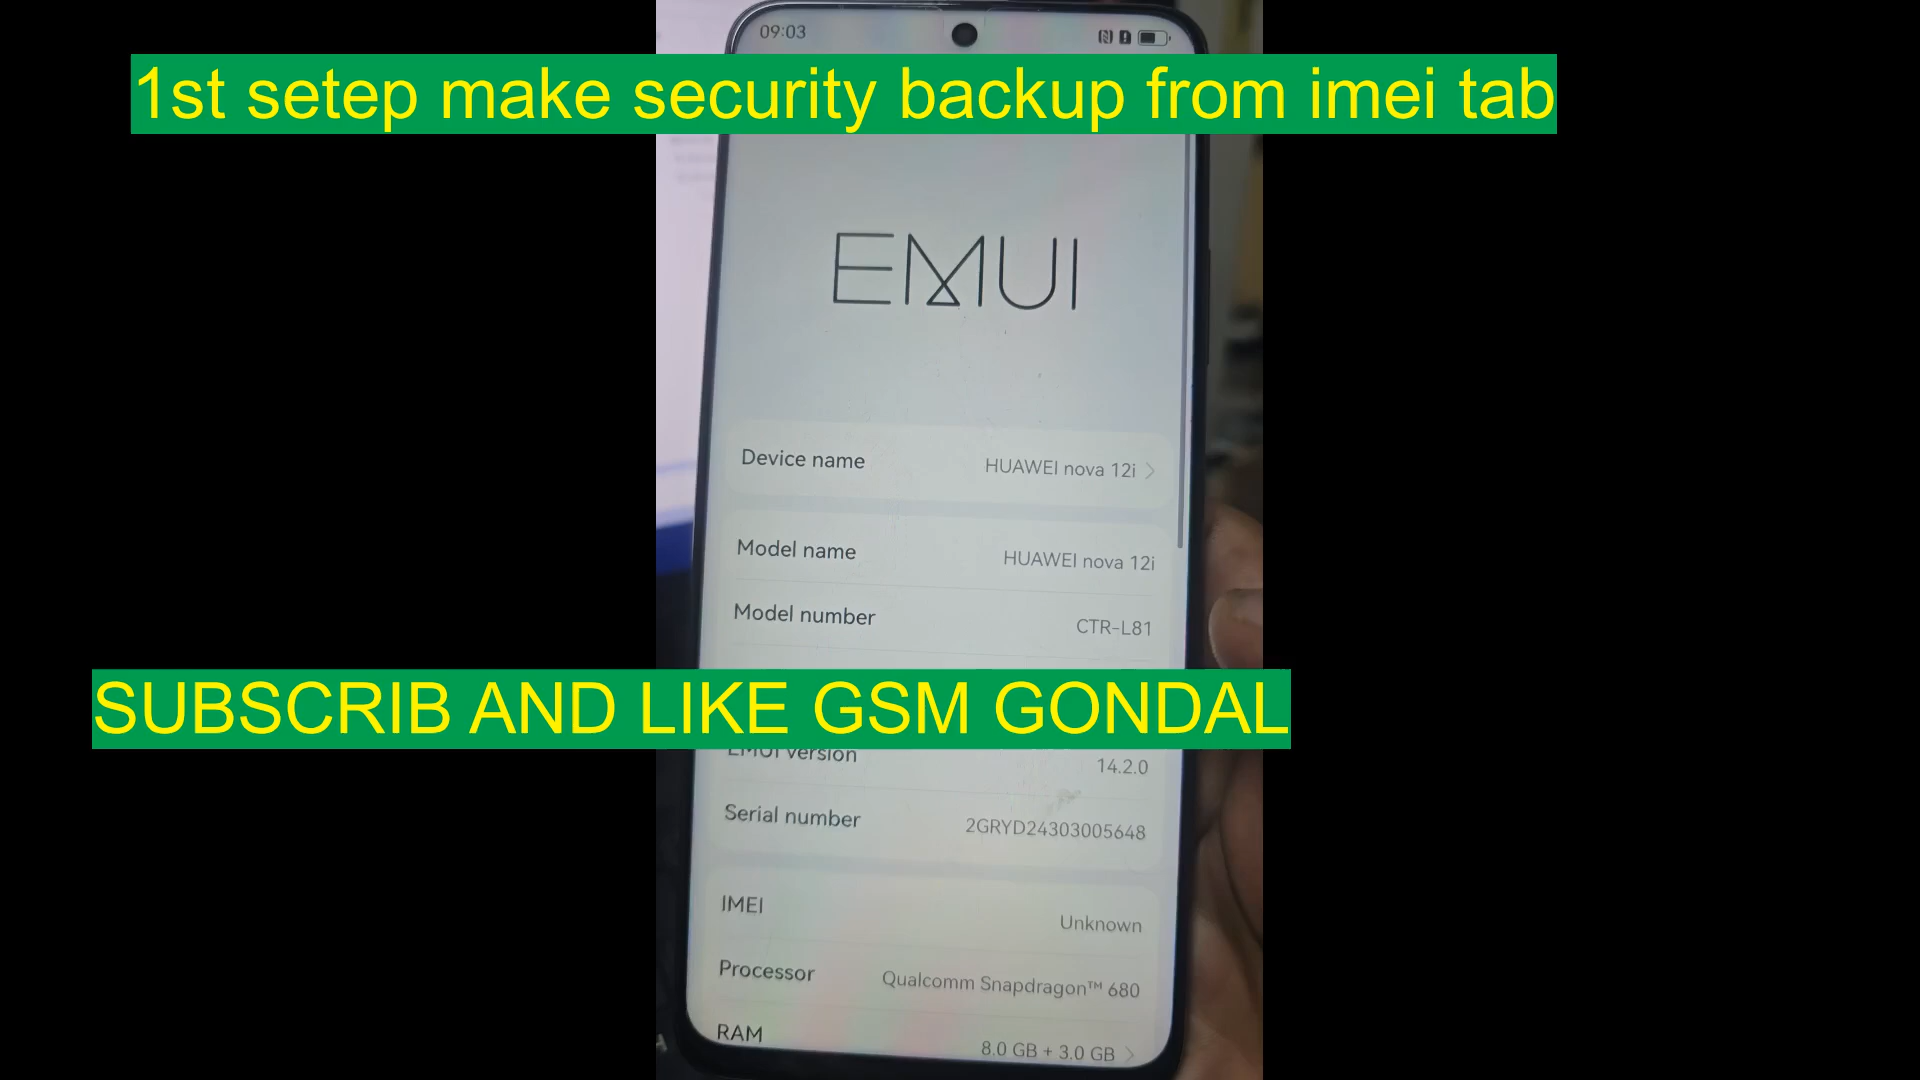 09:03
1st setep make security backup from imei tab
EMUI
Device name HUAWEI nova 12i
Model name HUAWEI nova 12i
Model number CTR-L81
SUBSCRIB AND LIKE GSM GONDAL
EMUI version 14.2.0
Serial number 2GRYD24303005648
IMEI Unknown
Processor Qualcomm Snapdragon™ 680
RAM 8.0 GB + 3.0 GB